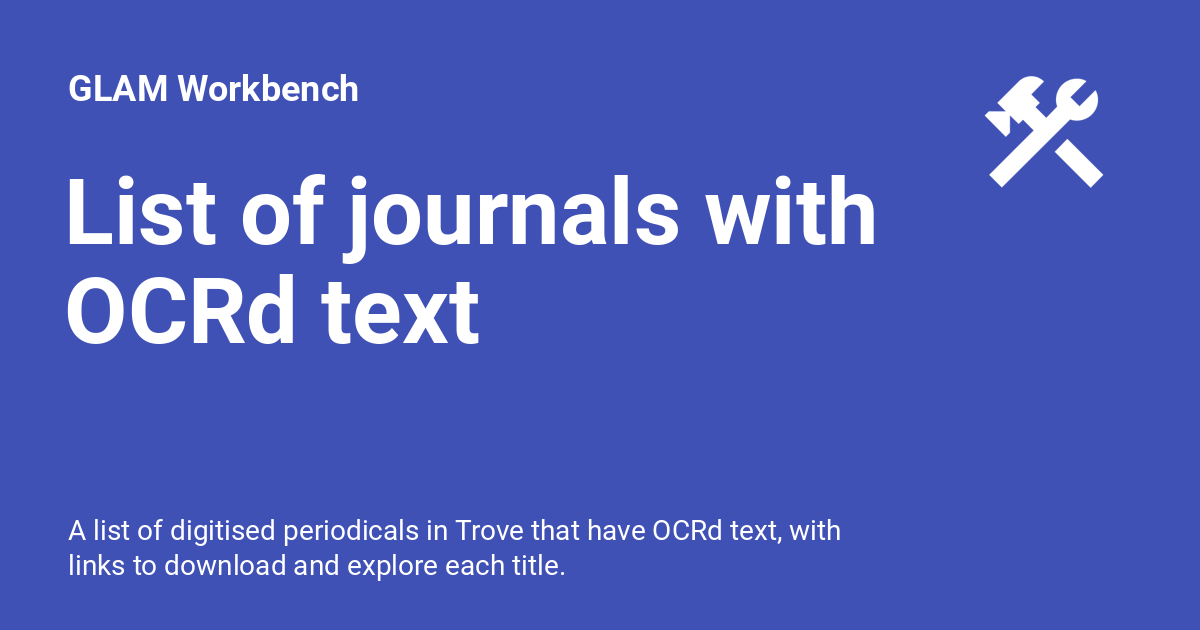 GLAM Workbench
List of journals with
OCRd text
A list of digitised periodicals in Trove that have OCRd text, with
links to download and explore each title.